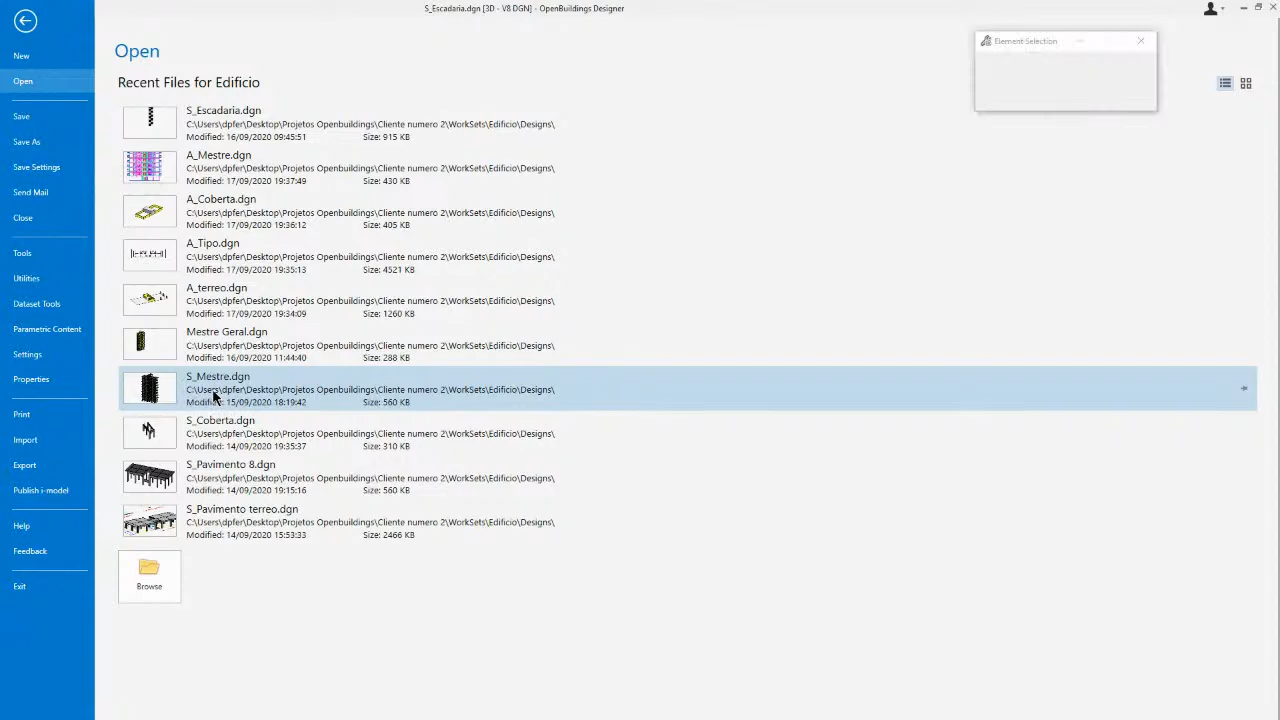 S_Escadaria.dgn [3D - V8 DGN] - OpenBuildings Designer
New
Open
Save
Save As
Save Settings
Send Mail
Close
Tools
Utilities
Dataset Tools
Parametric Content
Settings
Properties
Print
Import
Export
Publish i-model
Help
Feedback
Exit
Open
Element Selection
Recent Files for Edificio
S_Escadaria.dgn
C:\Users\dpfer\Desktop\Projetos Openbuildings\Cliente numero 2\WorkSets\Edificio\Designs\
Modified: 16/09/2020 09:45:51 Size: 915 KB
A_Mestre.dgn
C:\Users\dpfer\Desktop\Projetos Openbuildings\Cliente numero 2\WorkSets\Edificio\Designs\
Modified: 17/09/2020 19:37:49 Size: 430 KB
A_Coberta.dgn
C:\Users\dpfer\Desktop\Projetos Openbuildings\Cliente numero 2\WorkSets\Edificio\Designs\
Modified: 17/09/2020 19:36:12 Size: 405 KB
A_Tipo.dgn
C:\Users\dpfer\Desktop\Projetos Openbuildings\Cliente numero 2\WorkSets\Edificio\Designs\
Modified: 17/09/2020 19:35:13 Size: 4521 KB
A_terreo.dgn
C:\Users\dpfer\Desktop\Projetos Openbuildings\Cliente numero 2\WorkSets\Edificio\Designs\
Modified: 17/09/2020 19:34:09 Size: 1260 KB
Mestre Geral.dgn
C:\Users\dpfer\Desktop\Projetos Openbuildings\Cliente numero 2\WorkSets\Edificio\Designs\
Modified: 16/09/2020 11:44:40 Size: 288 KB
S_Mestre.dgn
C:\Users\dpfer\Desktop\Projetos Openbuildings\Cliente numero 2\WorkSets\Edificio\Designs\
Modified: 15/09/2020 18:19:42 Size: 560 KB
S_Coberta.dgn
C:\Users\dpfer\Desktop\Projetos Openbuildings\Cliente numero 2\WorkSets\Edificio\Designs\
Modified: 14/09/2020 19:35:37 Size: 310 KB
S_Pavimento 8.dgn
C:\Users\dpfer\Desktop\Projetos Openbuildings\Cliente numero 2\WorkSets\Edificio\Designs\
Modified: 14/09/2020 19:15:16 Size: 560 KB
S_Pavimento terreo.dgn
C:\Users\dpfer\Desktop\Projetos Openbuildings\Cliente numero 2\WorkSets\Edificio\Designs\
Modified: 14/09/2020 15:53:33 Size: 2466 KB
Browse